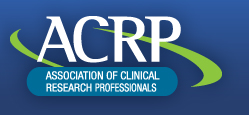 ACRP
ASSOCIATION OF CLINICAL
RESEARCH PROFESSIONALS